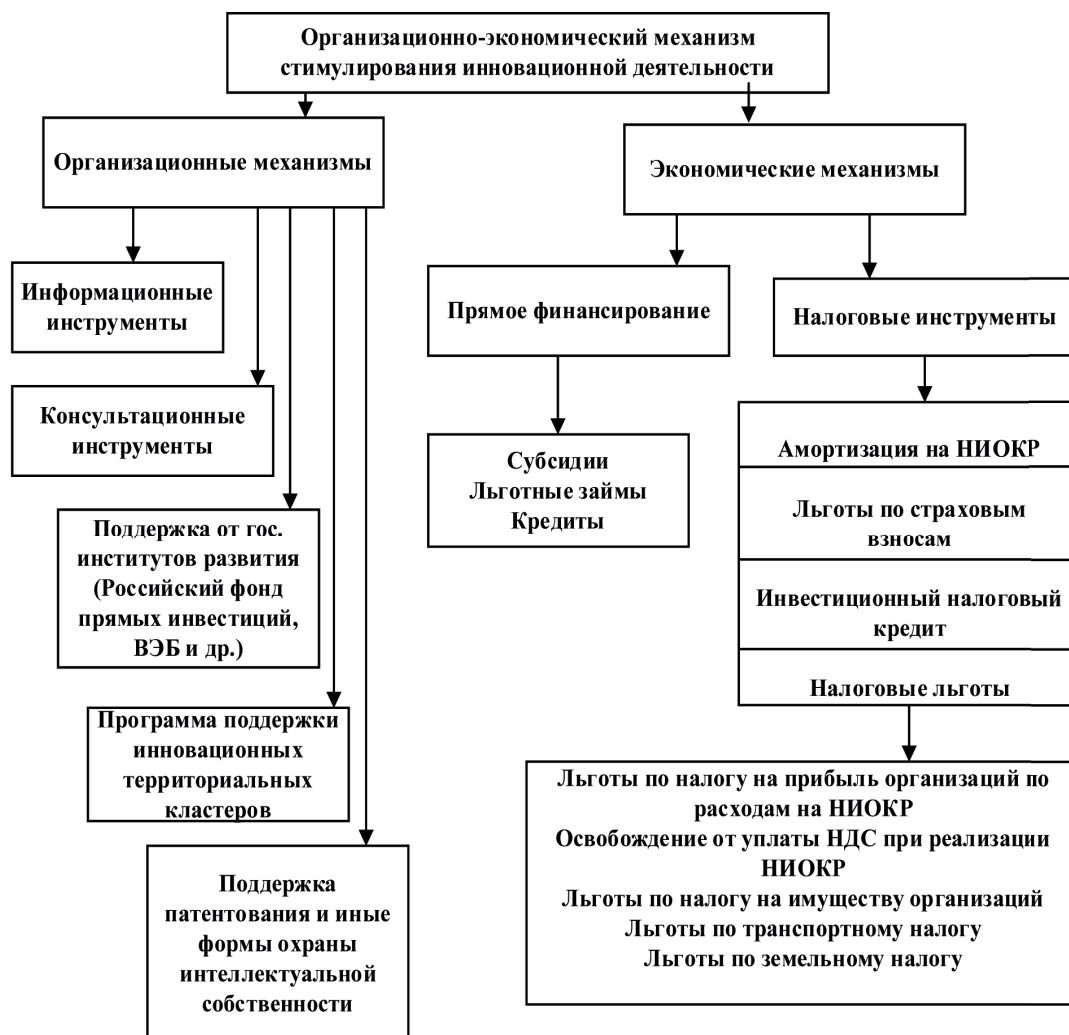 Организационно-экономический механизм
стимулирования инновационной деятельности
Организационные механизмы
Экономические механизмы
Информационные
инструменты
Прямое финансирование
Налоговые инструменты
Консультационные
инструменты
Субсидии
Льготные займы
Кредиты
Амортизация на НИОКР
Льготы по страховым
взносам
Инвестиционный налоговый
кредит
Налоговые льготы
Поддержка от гос.
институтов развития
(Российский фонд
прямых инвестиций,
ВЭБ и др.)
Программа поддержки
инновационных
территориальных
кластеров
Льготы по налогу на прибыль организаций по
расходам на НИОКР
Освобождение от уплаты НДС при реализации
НИОКР
Льготы по налогу на имуществу организаций
Льготы по транспортному налогу
Льготы по земельному налогу
Поддержка
патентования и иные
формы охраны
интеллектуальной
собственности